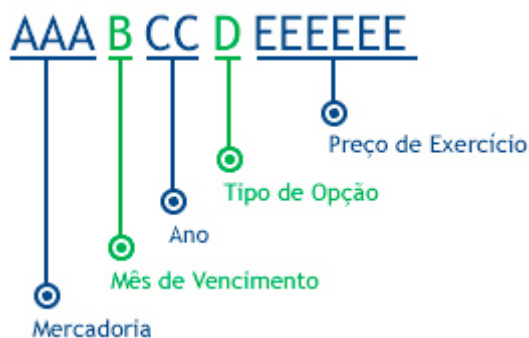 AAA B CC D EEEEEE
Preço de Exercício
Tipo de Opção
Ano
Mês de Vencimento
Mercadoria